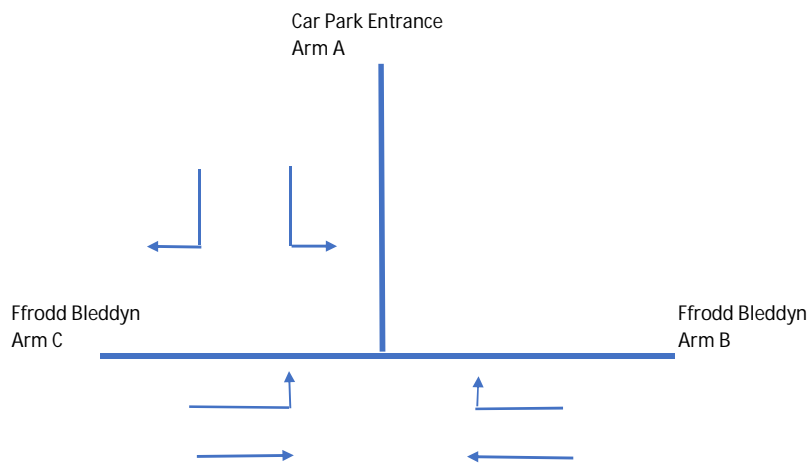 Car Park Entrance
Arm A
Ffrodd Bleddyn
Arm C
Ffrodd Bleddyn
Arm B